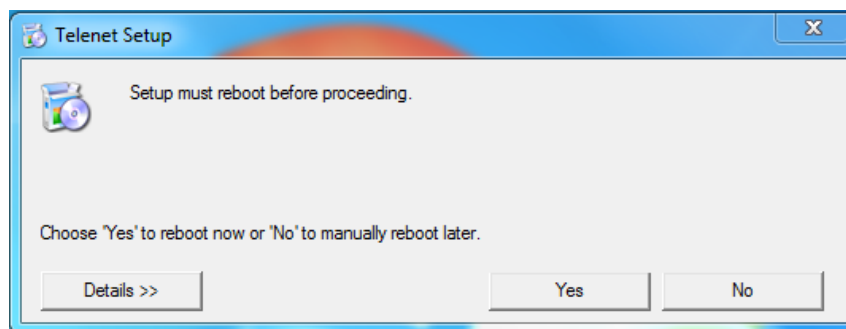 Telenet Setup
Setup must reboot before proceeding.
Choose 'Yes' to reboot now or 'No' to manually reboot later.
Details >>
Yes
No